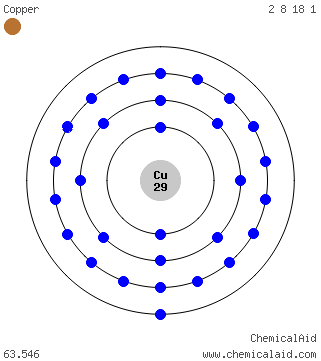 Copper
2 8 18 1
Cu
29
ChemicalAid
63.546
www.chemicalaid.com